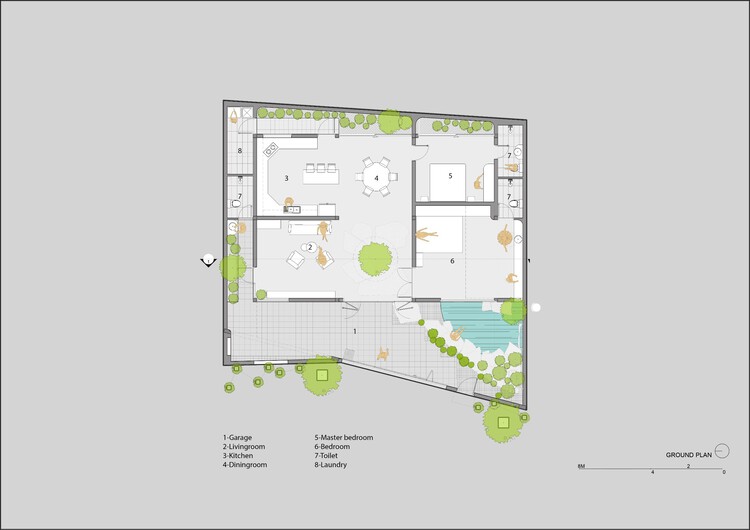 8
7
7
3
4
5
7
2
6
1
1-Garage
2-Livingroom
3-Kitchen
4-Diningroom
5-Master bedroom
6-Bedroom
7-Toilet
8-Laundry
GROUND PLAN
8M
4
2
0